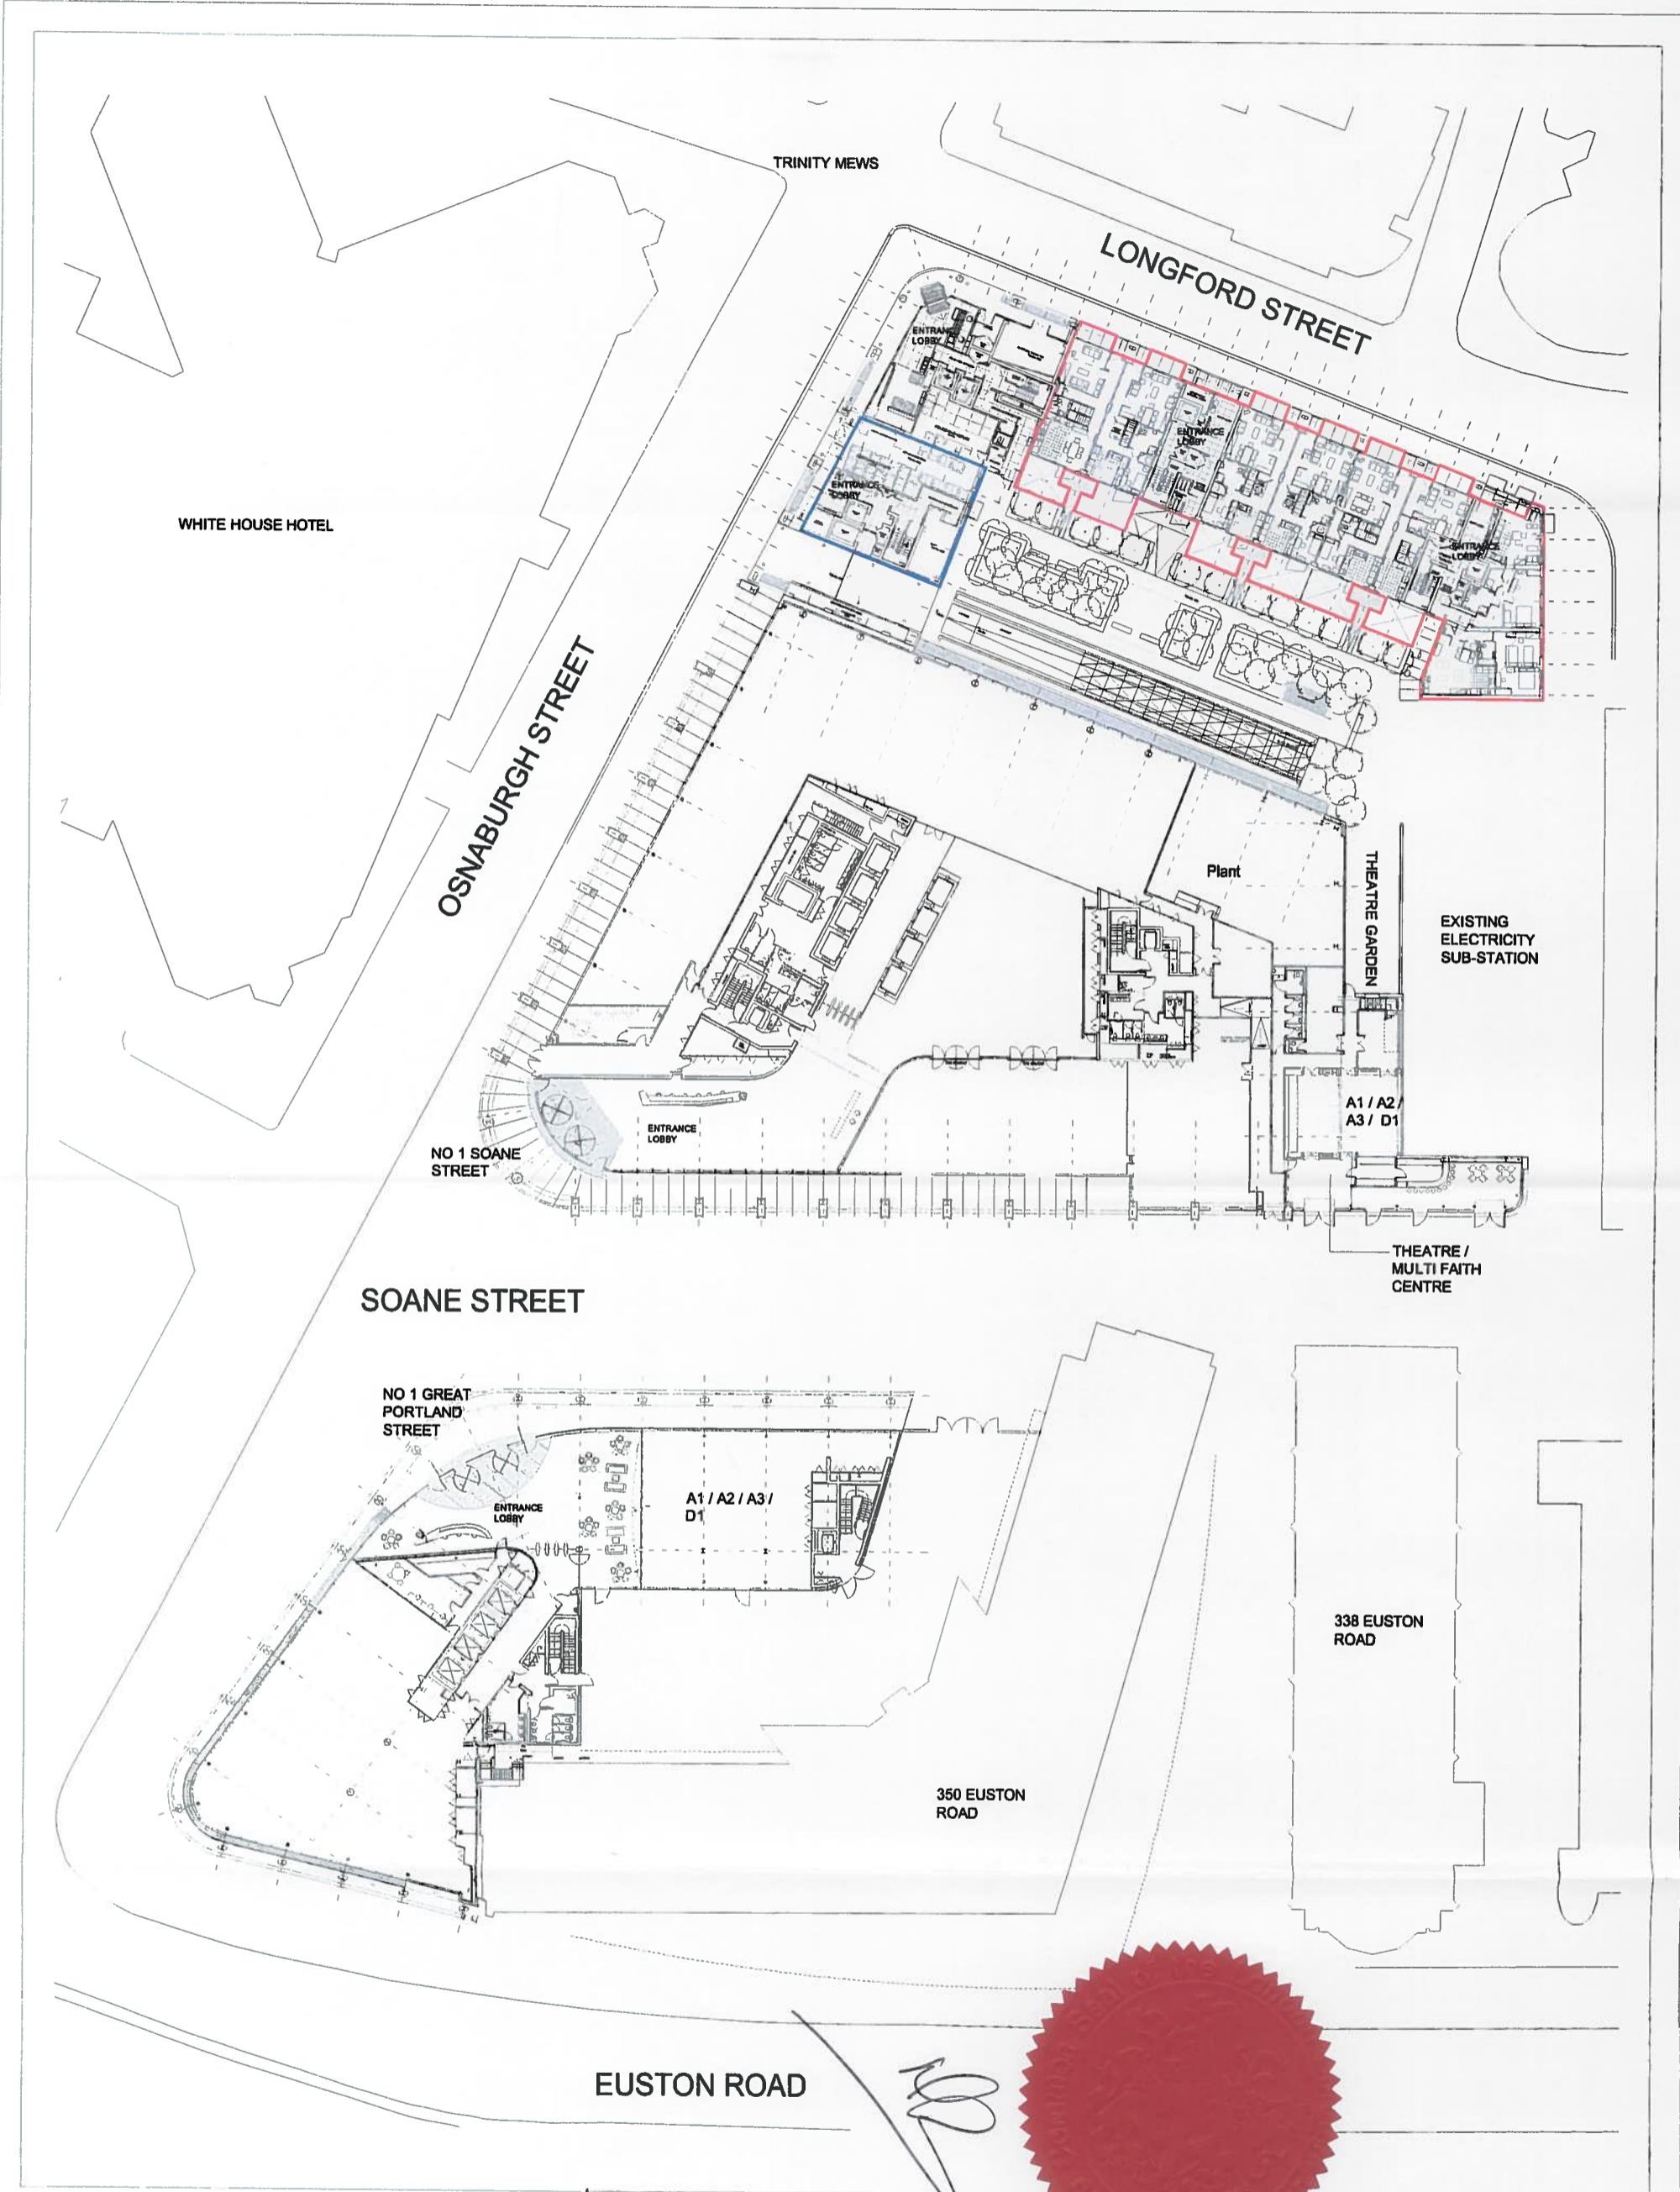 TRINITY MEWS
LONGFORD STREET
ENTRANCE
LOBBY
ENTRANCE
LOBBY
ENTRANCE
LOBBY
ENTRANCE
LOBBY
WHITE HOUSE HOTEL
OSNABURGH STREET
Plant
THEATRE GARDEN
EXISTING
ELECTRICITY
SUB-STATION
A1 / A2 /
A3 / D1
ENTRANCE
LOBBY
NO 1 SOANE
STREET
THEATRE /
MULTI FAITH
CENTRE
SOANE STREET
NO 1 GREAT
PORTLAND
STREET
ENTRANCE
LOBBY
A1 / A2 / A3 /
D1
338 EUSTON
ROAD
350 EUSTON
ROAD
EUSTON ROAD